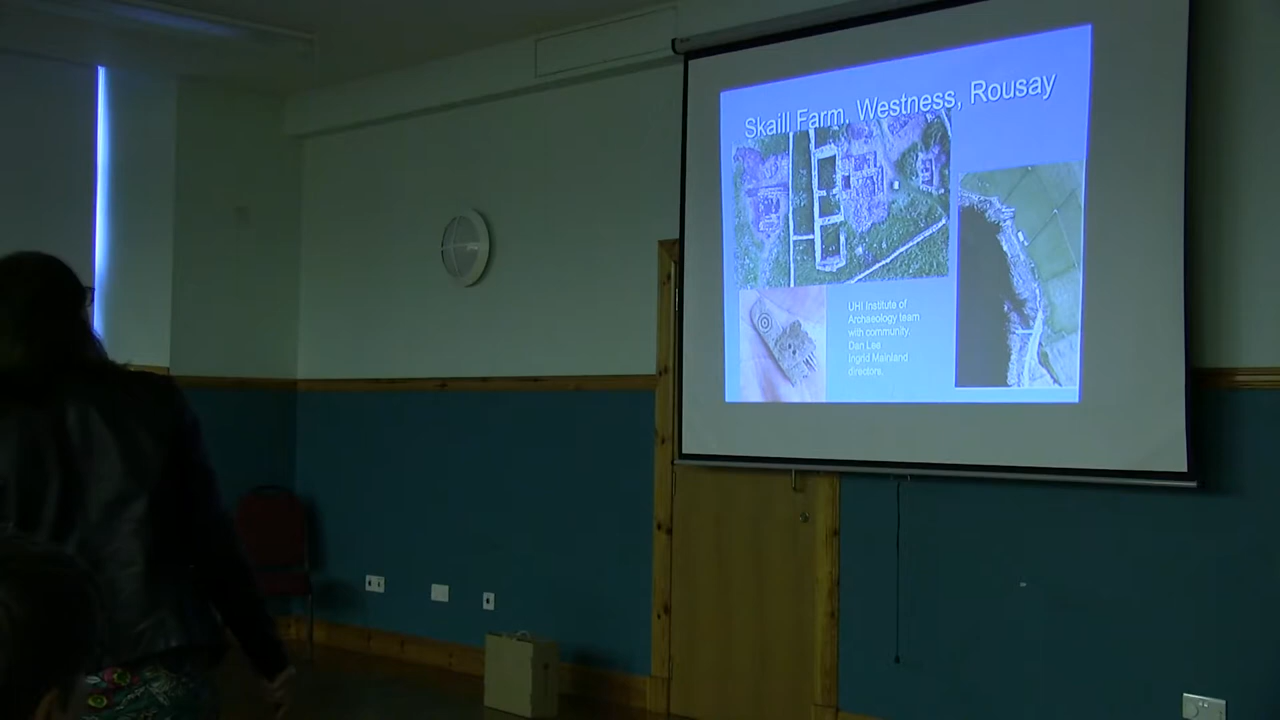 Skaill Farm, Westness, Rousay
UHI Institute of
Archaeology team
with community.
Dan Lee
Ingrid Mainland
directors.